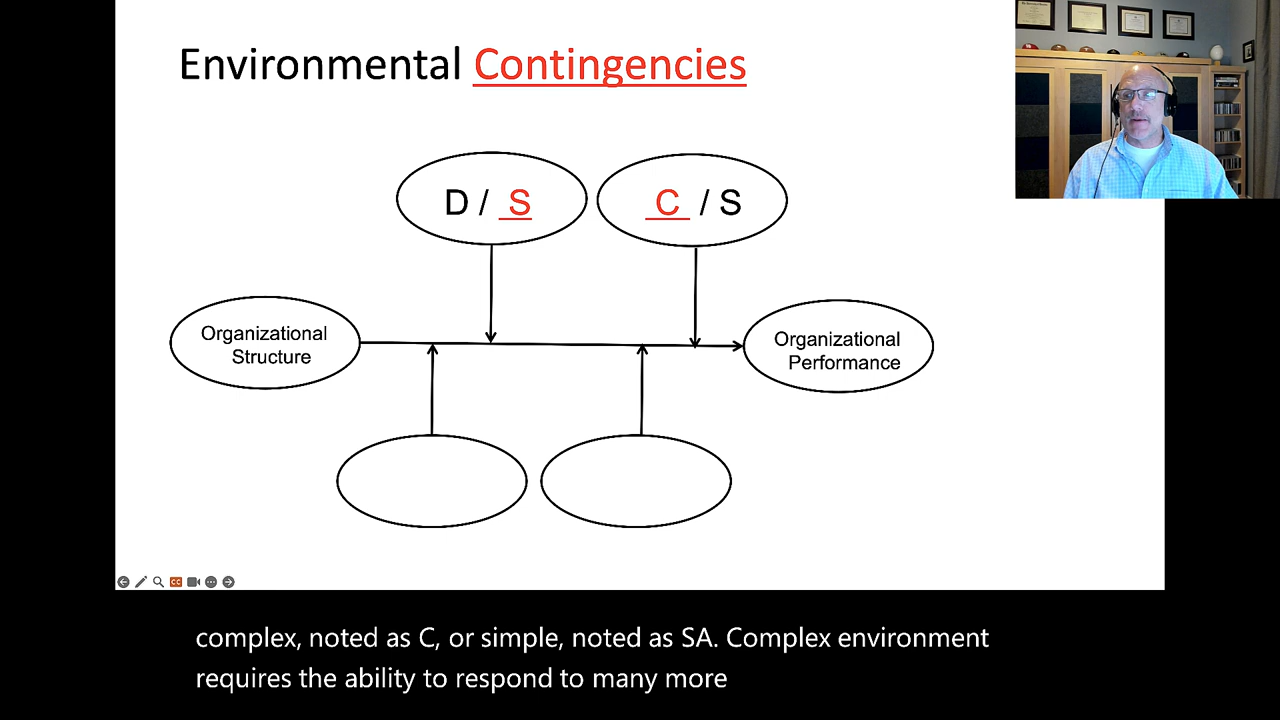 Environmental Contingencies
D / S
C / S
Organizational
Structure
Organizational
Performance
CC
complex, noted as C, or simple, noted as SA. Complex environment
requires the ability to respond to many more